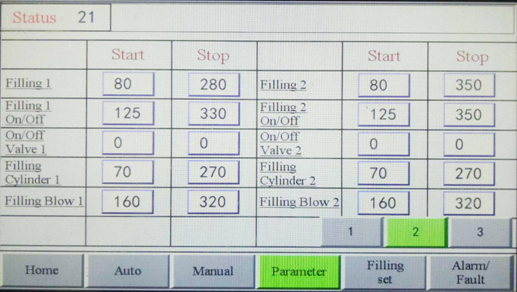 Status 21
Start Stop Start Stop
Filling 1 80 280 Filling 2 80 350
Filling 1 On/Off 125 330 Filling 2 On/Off 125 350
On/Off Valve 1 0 0 On/Off Valve 2 0 0
Filling Cylinder 1 70 270 Filling Cylinder 2 70 270
Filling Blow 1 160 320 Filling Blow 2 160 320
1 2 3
Home Auto Manual Parameter Filling set Alarm/ Fault